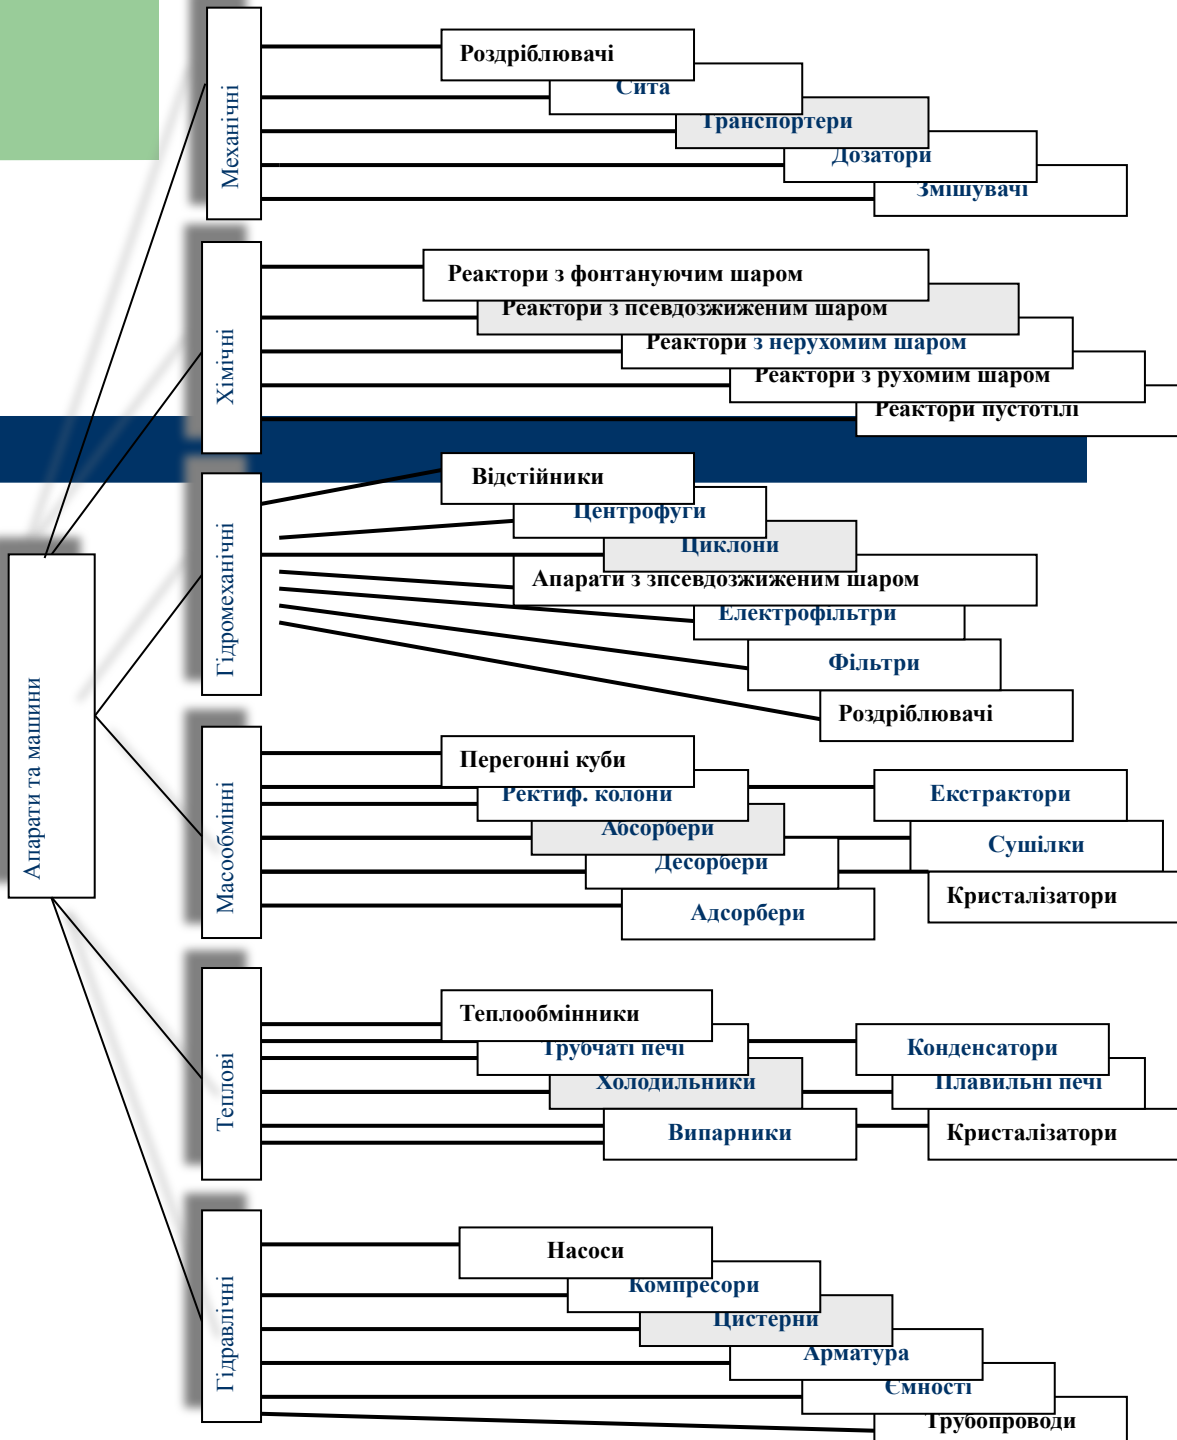 Апарати та машини
Механічні
Роздріблювачі
Сита
Транспортери
Дозатори
Змішувачі
Хімічні
Реактори з фонтануючим шаром
Реактори з псевдозжиженим шаром
Реактори з нерухомим шаром
Реактори з рухомим шаром
Реактори пустотілі
Гідромеханічні
Відстійники
Центрофуги
Циклони
Апарати з зпсевдозжиженим шаром
Електрофільтри
Фільтри
Роздріблювачі
Масообмінні
Перегонні куби
Ректиф. колони
Абсорбери
Десорбери
Адсорбери
Екстрактори
Сушілки
Кристалізатори
Теплові
Теплообмінники
Трубчаті печі
Холодильники
Випарники
Конденсатори
Плавильні печі
Кристалізатори
Гідравлічні
Насоси
Компресори
Цистерни
Арматура
Ємності
Трубопроводи